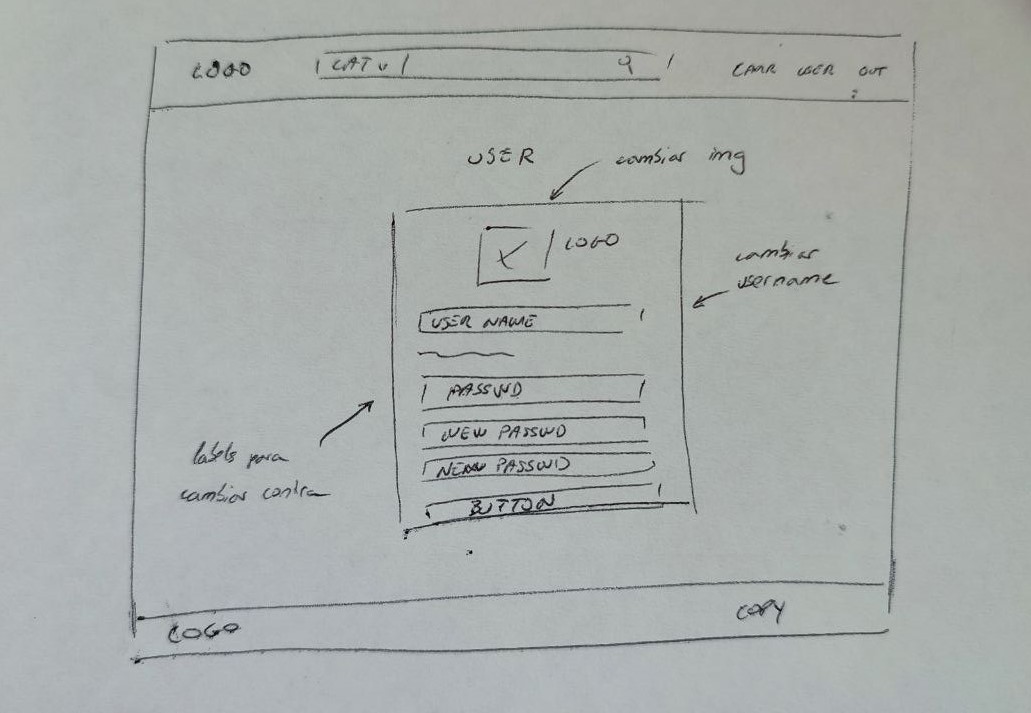 LOGO CAT v CARR USER OUT
USER
cambiar img
LOGO
cambiar
username
USER NAME
PASSWD
NEW PASSWD
NEW PASSWD
BUTTON
labels para
cambiar contra
LOGO COPY